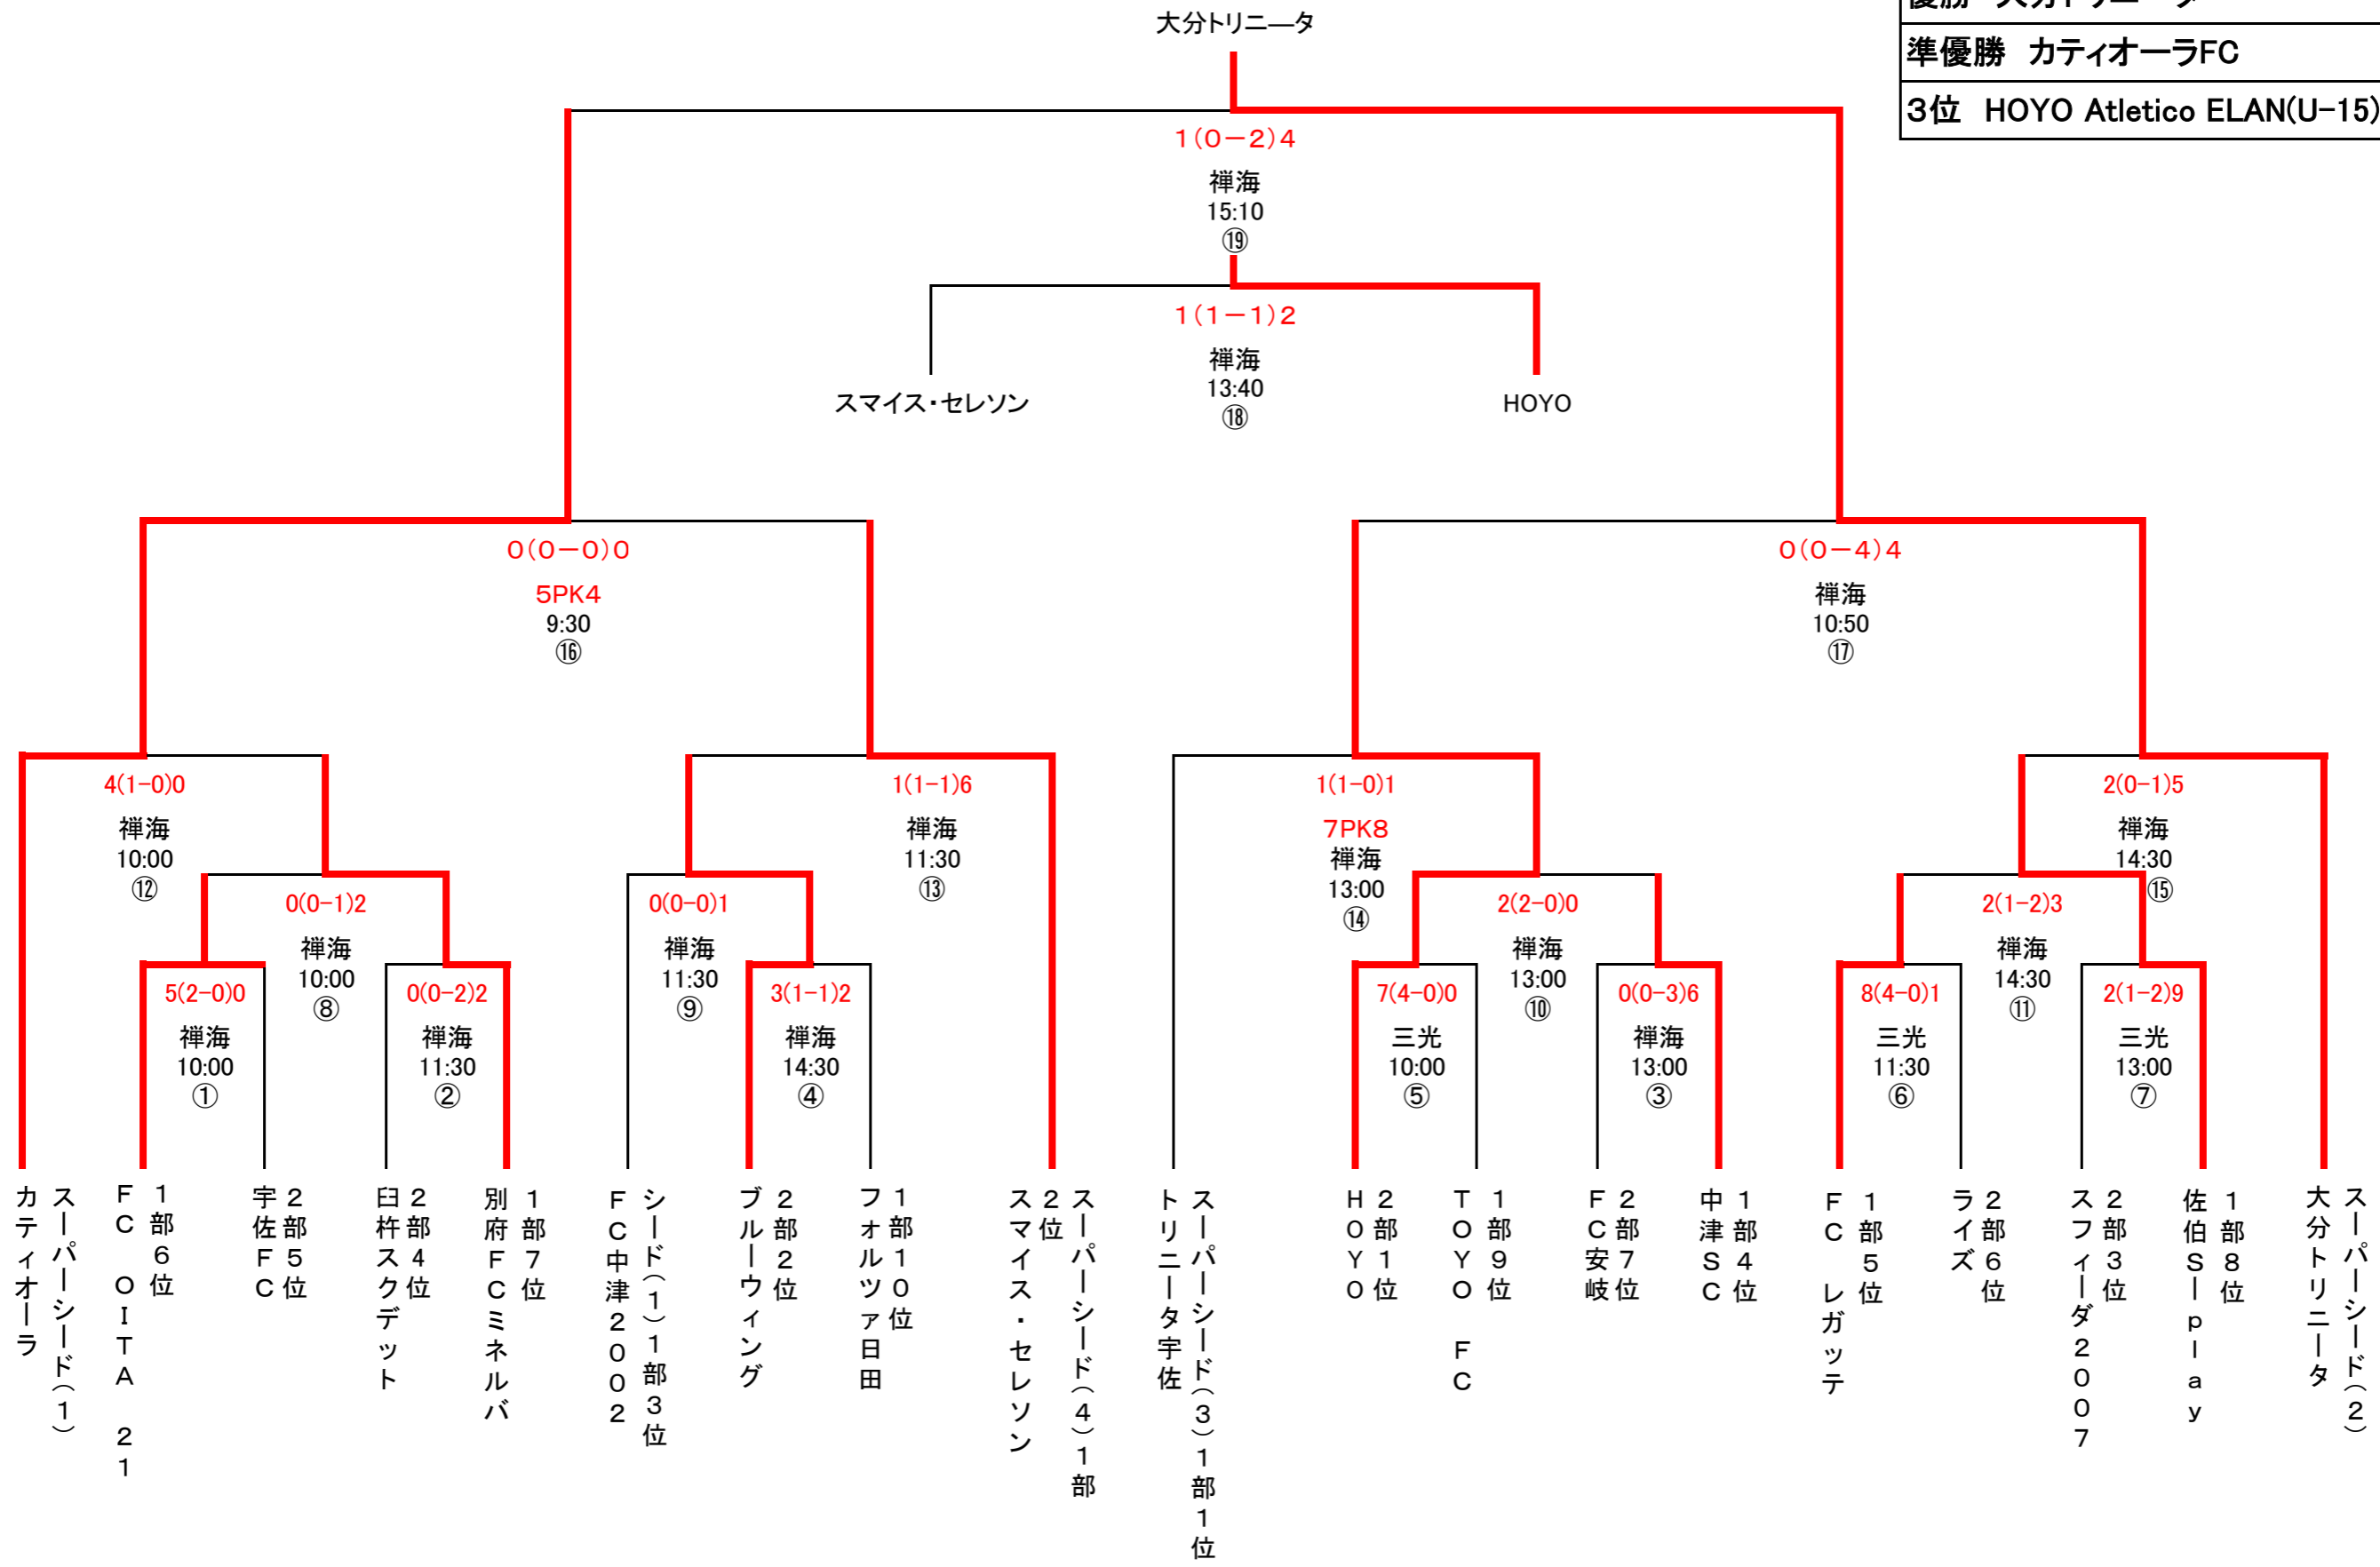 優勝　大分トリニータ
準優勝　カティオーラFC
3位　HOYO Atletico ELAN(U-15)
大分トリニータ
1(0-2)4
禅海
15:10
⑲
1(1-1)2
禅海
13:40
⑱
スマイス・セレソン
HOYO
0(0-0)0
5PK4
9:30
⑯
0(0-4)4
禅海
10:50
⑰
4(1-0)0
禅海
10:00
⑫
1(1-1)6
禅海
11:30
⑬
1(1-0)1
7PK8
禅海
13:00
⑭
2(0-1)5
禅海
14:30
⑮
0(0-1)2
禅海
10:00
⑧
0(0-0)1
禅海
11:30
⑨
2(2-0)0
禅海
13:00
⑩
2(1-2)3
禅海
14:30
⑪
5(2-0)0
禅海
10:00
①
0(0-2)2
禅海
11:30
②
3(1-1)2
禅海
14:30
④
7(4-0)0
三光
10:00
⑤
0(0-3)6
禅海
13:00
③
8(4-0)1
三光
11:30
⑥
2(1-2)9
三光
13:00
⑦
スーパーシード(1)
カティオーラ
1部6位
FC OITA 21
2部5位
宇佐FC
2部4位
臼杵スクデット
1部7位
別府FCミネルバ
シード(1)1部3位
FC中津2002
2部2位
ブルーウィング
1部10位
フォルツァ日田
スーパーシード(4)1部
2位
スマイス・セレソン
スーパーシード(3)1部1位
トリニータ宇佐
2部1位
HOYO
1部9位
TOYO FC
2部7位
FC安岐
1部4位
中津SC
1部5位
FC レガッテ
2部6位
ライズ
2部3位
スフィーダ2007
1部8位
佐伯S-play
スーパーシード(2)
大分トリニータ